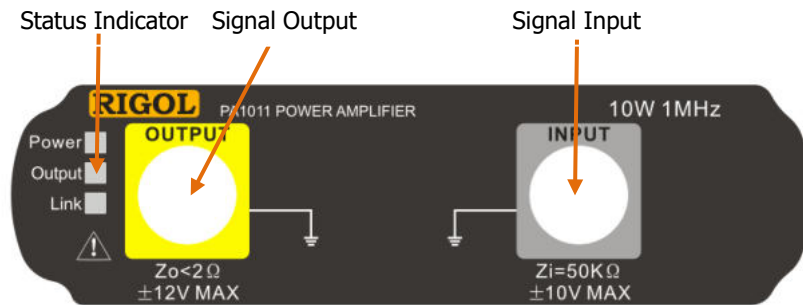 Status Indicator Signal Output Signal Input
RIGOL PA1011 POWER AMPLIFIER 10W 1MHz
Power
Output
Link
OUTPUT
Zo<2Ω
±12V MAX
INPUT
Zi=50KΩ
±10V MAX